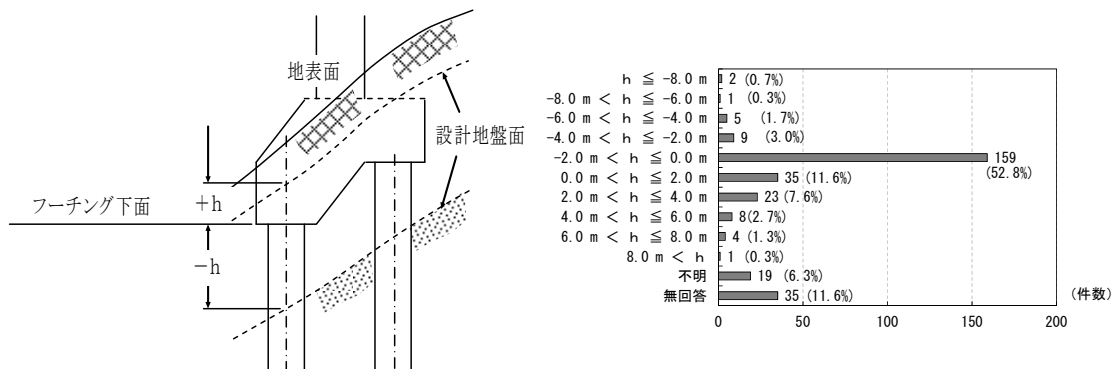 地表面
設計地盤面
フーチング下面
+h
-h
h ≦ -8.0 m 2 (0.7%)
-8.0 m < h ≦ -6.0 m 1 (0.3%)
-6.0 m < h ≦ -4.0 m 5 (1.7%)
-4.0 m < h ≦ -2.0 m 9 (3.0%)
-2.0 m < h ≦ 0.0 m 159
(52.8%)
0.0 m < h ≦ 2.0 m 35 (11.6%)
2.0 m < h ≦ 4.0 m 23 (7.6%)
4.0 m < h ≦ 6.0 m 8 (2.7%)
6.0 m < h ≦ 8.0 m 4 (1.3%)
8.0 m < h 1 (0.3%)
不明 19 (6.3%)
無回答 35 (11.6%)
(件数)
0 50 100 150 200